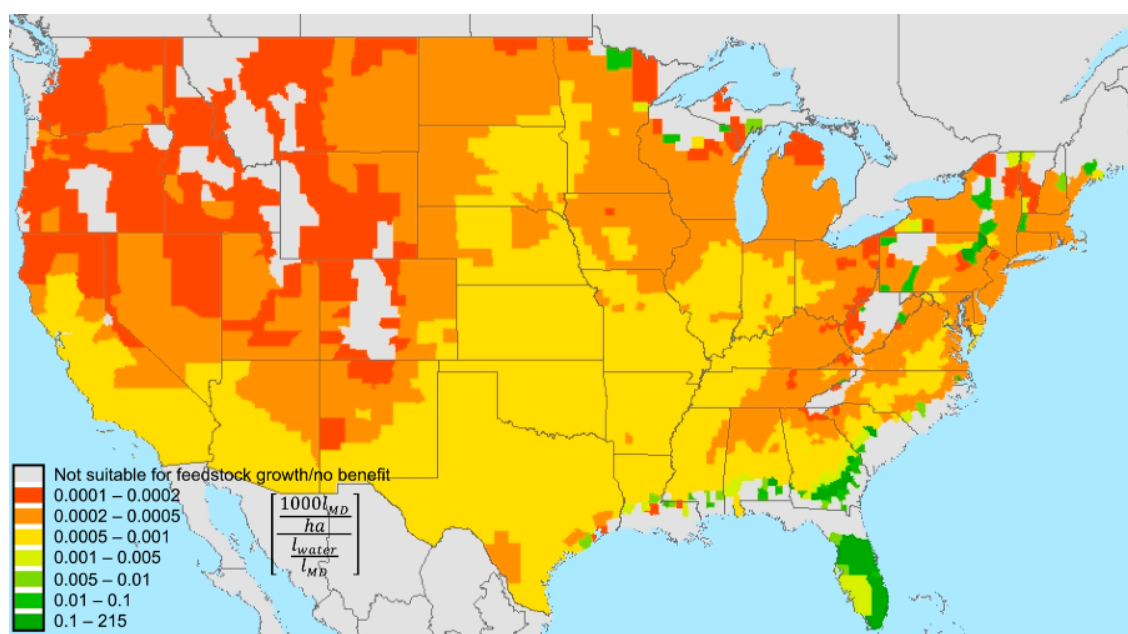 Not suitable for feedstock growth/no benefit
0.0001 – 0.0002
0.0002 – 0.0005
0.0005 – 0.001
0.001 – 0.005
0.005 – 0.01
0.01 – 0.1
0.1 – 215
1000l_MD
ha
l_water
l_MD